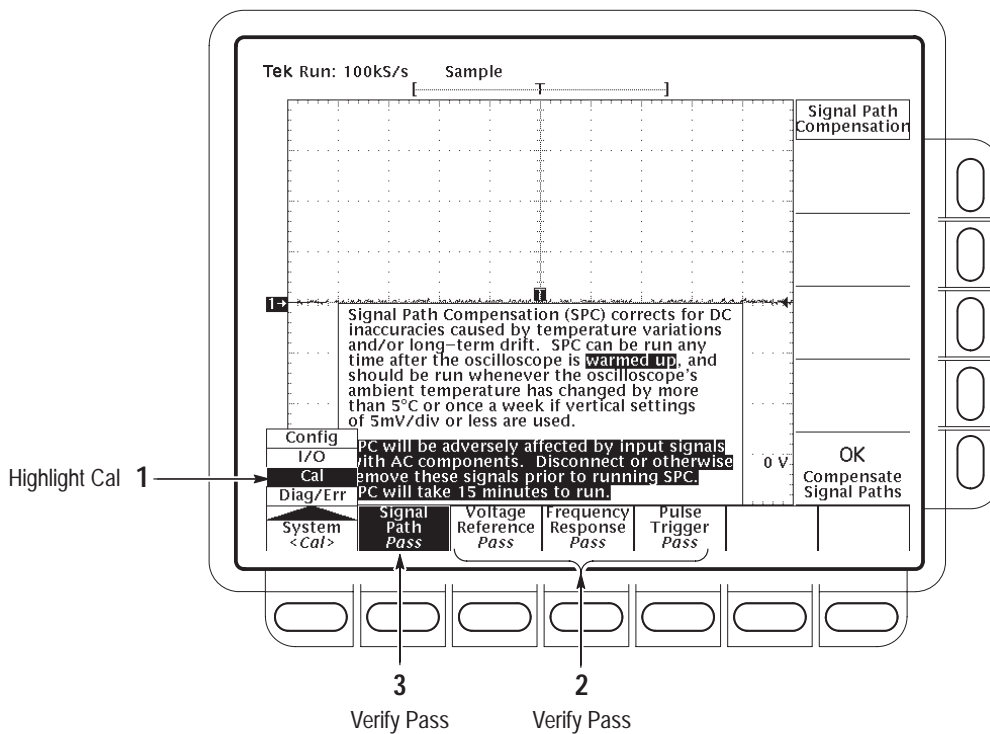 Tek Run: 100kS/s Sample
[ T ]
Signal Path
Compensation
T
1→
Signal Path Compensation (SPC) corrects for DC
inaccuracies caused by temperature variations
and/or long–term drift. SPC can be run any
time after the oscilloscope is warmed up, and
should be run whenever the oscilloscope's
ambient temperature has changed by more
than 5°C or once a week if vertical settings
of 5mV/div or less are used.
PC will be adversely affected by input signals
ith AC components. Disconnect or otherwise
emove these signals prior to running SPC.
PC will take 15 minutes to run.
0 V
OK
Compensate
Signal Paths
Config
I/O
Cal
Diag/Err
System
<Cal>
Signal
Path
Pass
Voltage
Reference
Pass
Frequency
Response
Pass
Pulse
Trigger
Pass
Highlight Cal 1
3
Verify Pass
2
Verify Pass